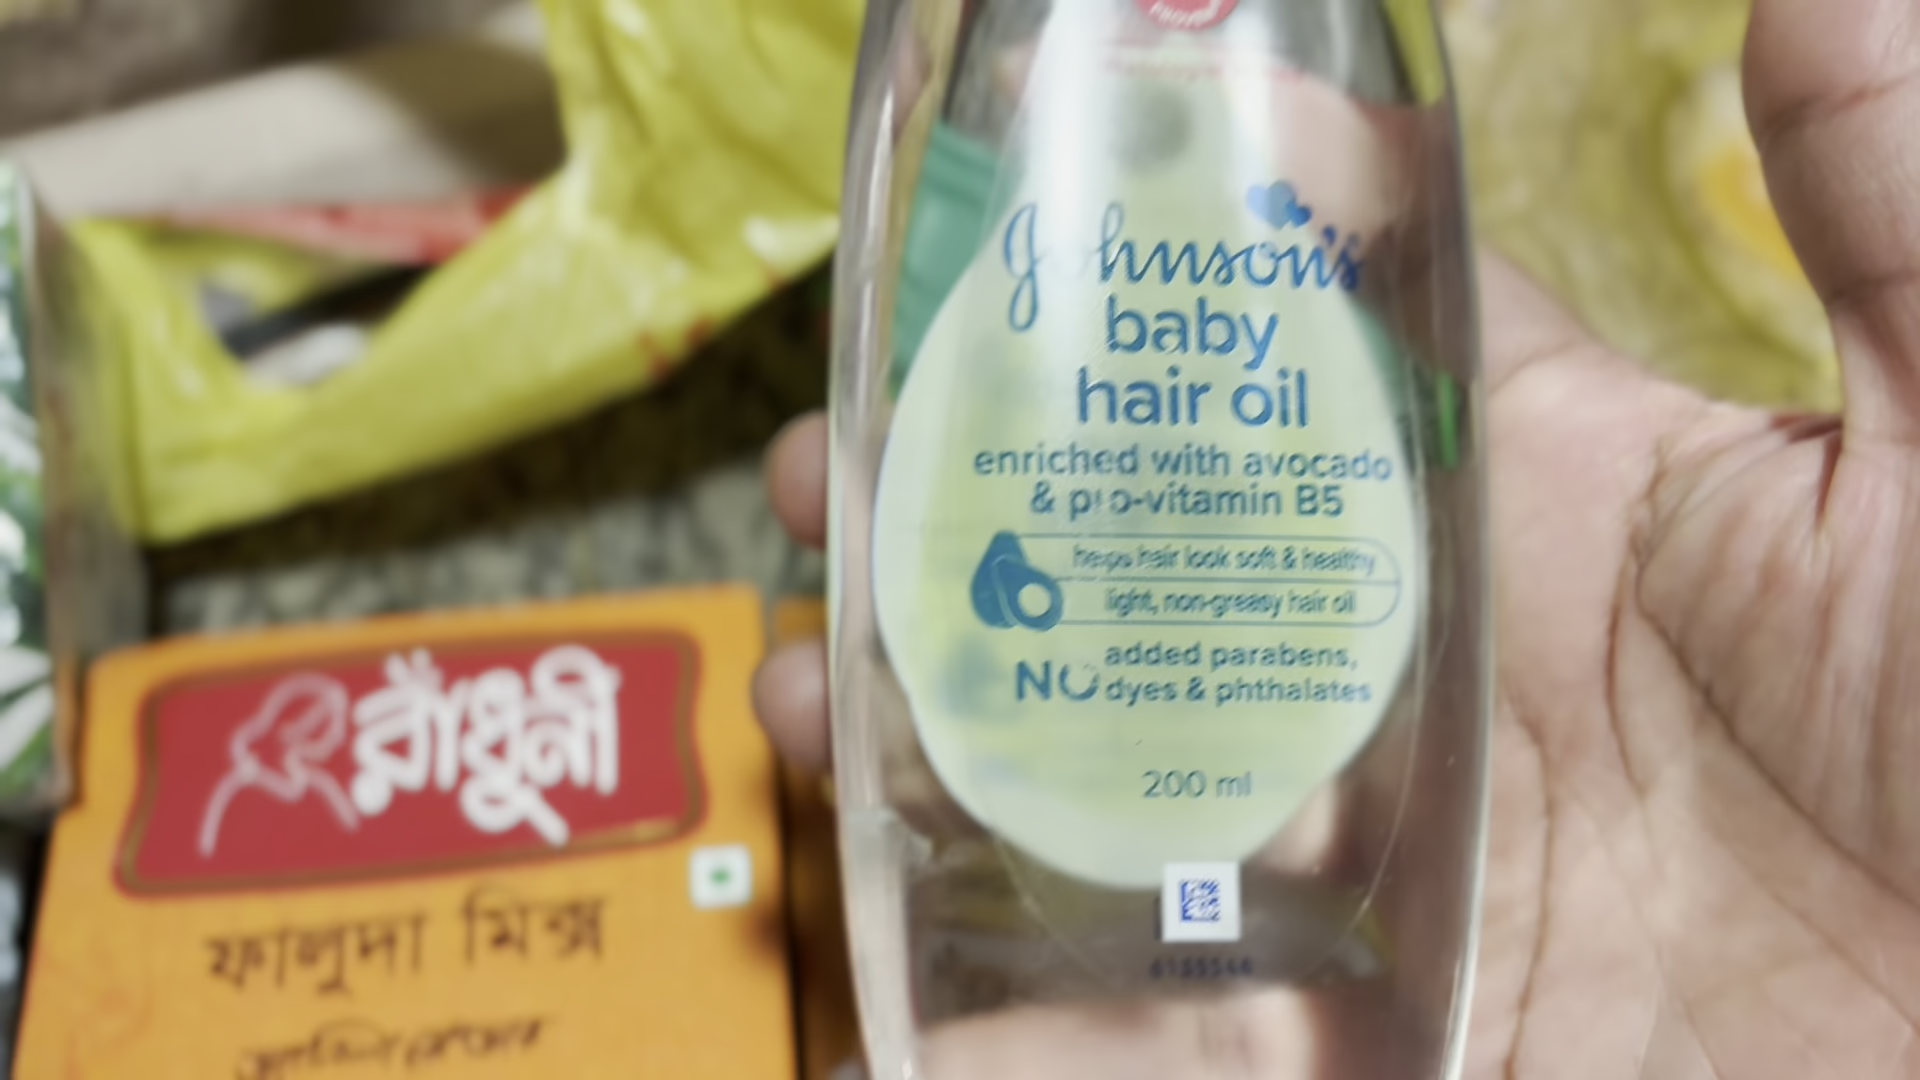 Johnson's
baby
hair oil
enriched with avocado
& pro-vitamin B5
helps hair look soft & healthy
light, non-greasy hair oil
NO added parabens,
dyes & phthalates
200 ml
রাঁধুনী
ফালুদা মিক্স